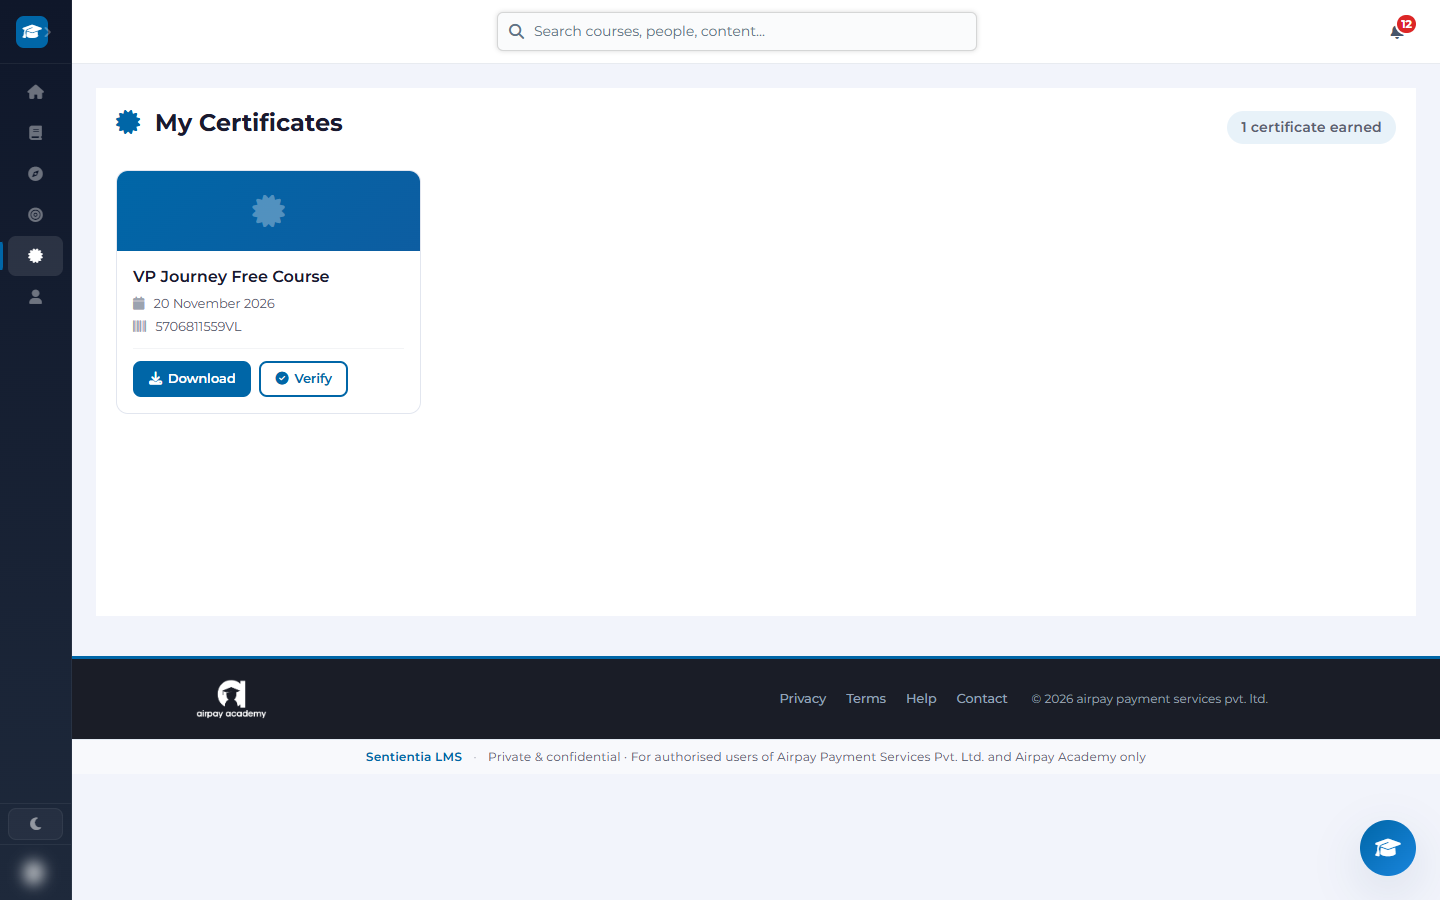 Search courses, people, content...
12
My Certificates
1 certificate earned
VP Journey Free Course
20 November 2026
5706811559VL
Download
Verify
airpay academy
Privacy
Terms
Help
Contact
© 2026 airpay payment services pvt. ltd.
Sentientia LMS · Private & confidential · For authorised users of Airpay Payment Services Pvt. Ltd. and Airpay Academy only